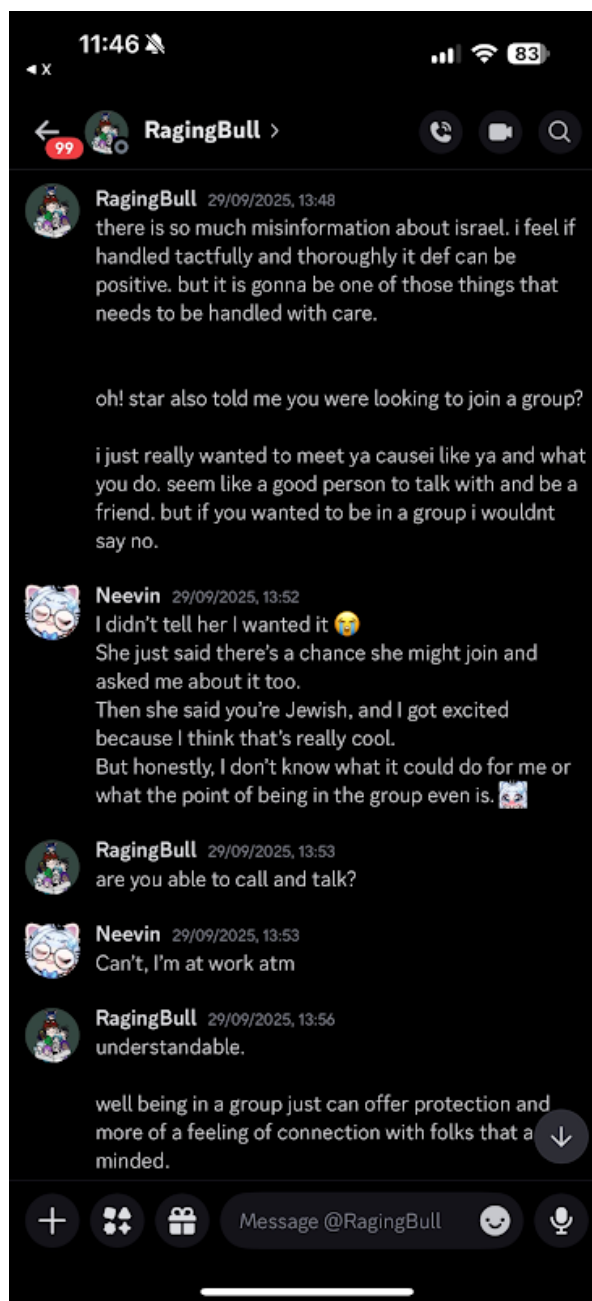 11:46
◀ X
83
99
RagingBull >
RagingBull 29/09/2025, 13:48
there is so much misinformation about israel. i feel if
handled tactfully and thoroughly it def can be
positive. but it is gonna be one of those things that
needs to be handled with care.
oh! star also told me you were looking to join a group?
i just really wanted to meet ya causei like ya and what
you do. seem like a good person to talk with and be a
friend. but if you wanted to be in a group i wouldnt
say no.
Neevin 29/09/2025, 13:52
I didn't tell her I wanted it 😭
She just said there's a chance she might join and
asked me about it too.
Then she said you're Jewish, and I got excited
because I think that's really cool.
But honestly, I don't know what it could do for me or
what the point of being in the group even is.
RagingBull 29/09/2025, 13:53
are you able to call and talk?
Neevin 29/09/2025, 13:53
Can't, I'm at work atm
RagingBull 29/09/2025, 13:56
understandable.
well being in a group just can offer protection and
more of a feeling of connection with folks that a
minded.
Message @RagingBull